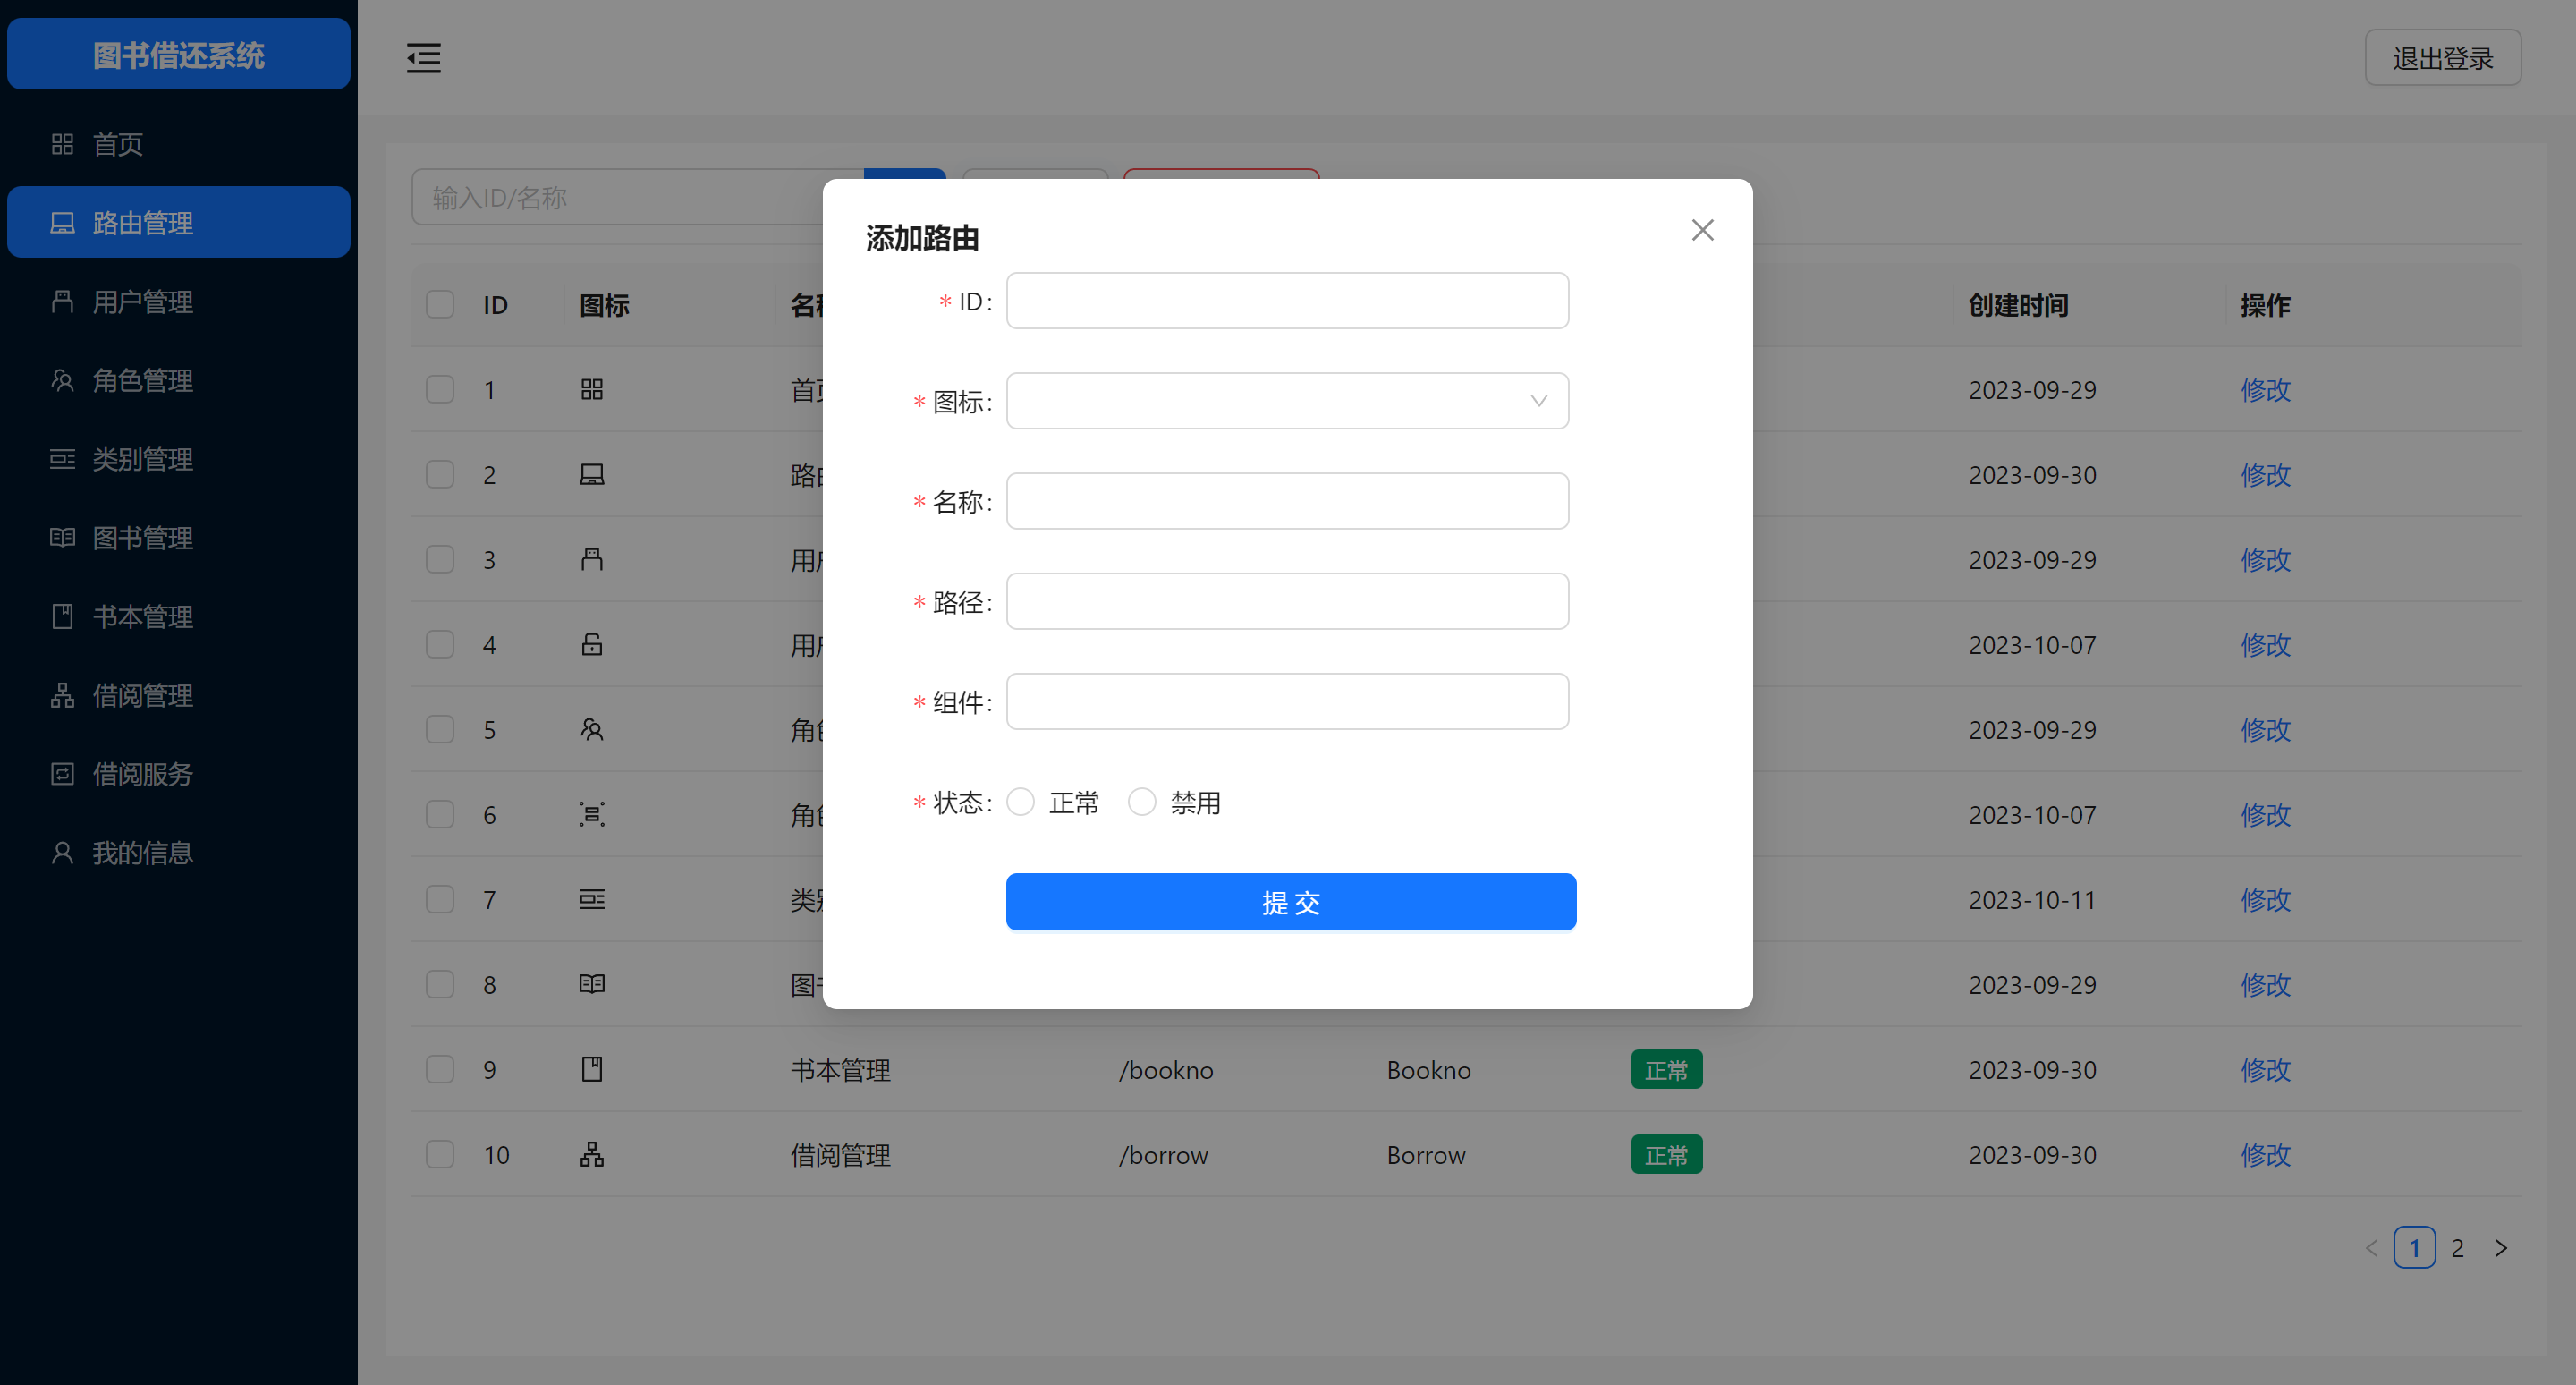 图书借还系统
首页
路由管理
用户管理
角色管理
类别管理
图书管理
书本管理
借阅管理
借阅服务
我的信息
退出登录
输入ID/名称
添加路由
* ID:
* 图标:
* 名称:
* 路径:
* 组件:
* 状态: 正常 禁用
提 交
ID 图标 名称 创建时间 操作
1 首页 2023-09-29 修改
2 路由 2023-09-30 修改
3 用户 2023-09-29 修改
4 用户 2023-10-07 修改
5 角色 2023-09-29 修改
6 角色 2023-10-07 修改
7 类别 2023-10-11 修改
8 图书 2023-09-29 修改
9 书本管理 /bookno Bookno 正常 2023-09-30 修改
10 借阅管理 /borrow Borrow 正常 2023-09-30 修改
1 2